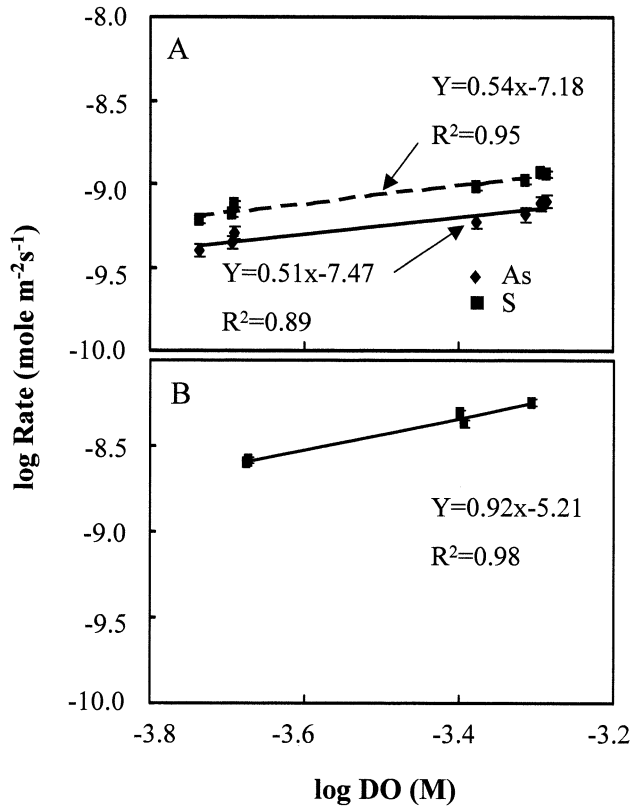 -8.0
A
Y=0.54x-7.18
-8.5
R²=0.95
-9.0
-9.5
Y=0.51x-7.47
As
S
R²=0.89
-10.0
log Rate (mole m⁻²s⁻¹)
B
-8.5
Y=0.92x-5.21
-9.0
R²=0.98
-9.5
-10.0
-3.8 -3.6 -3.4 -3.2
log DO (M)